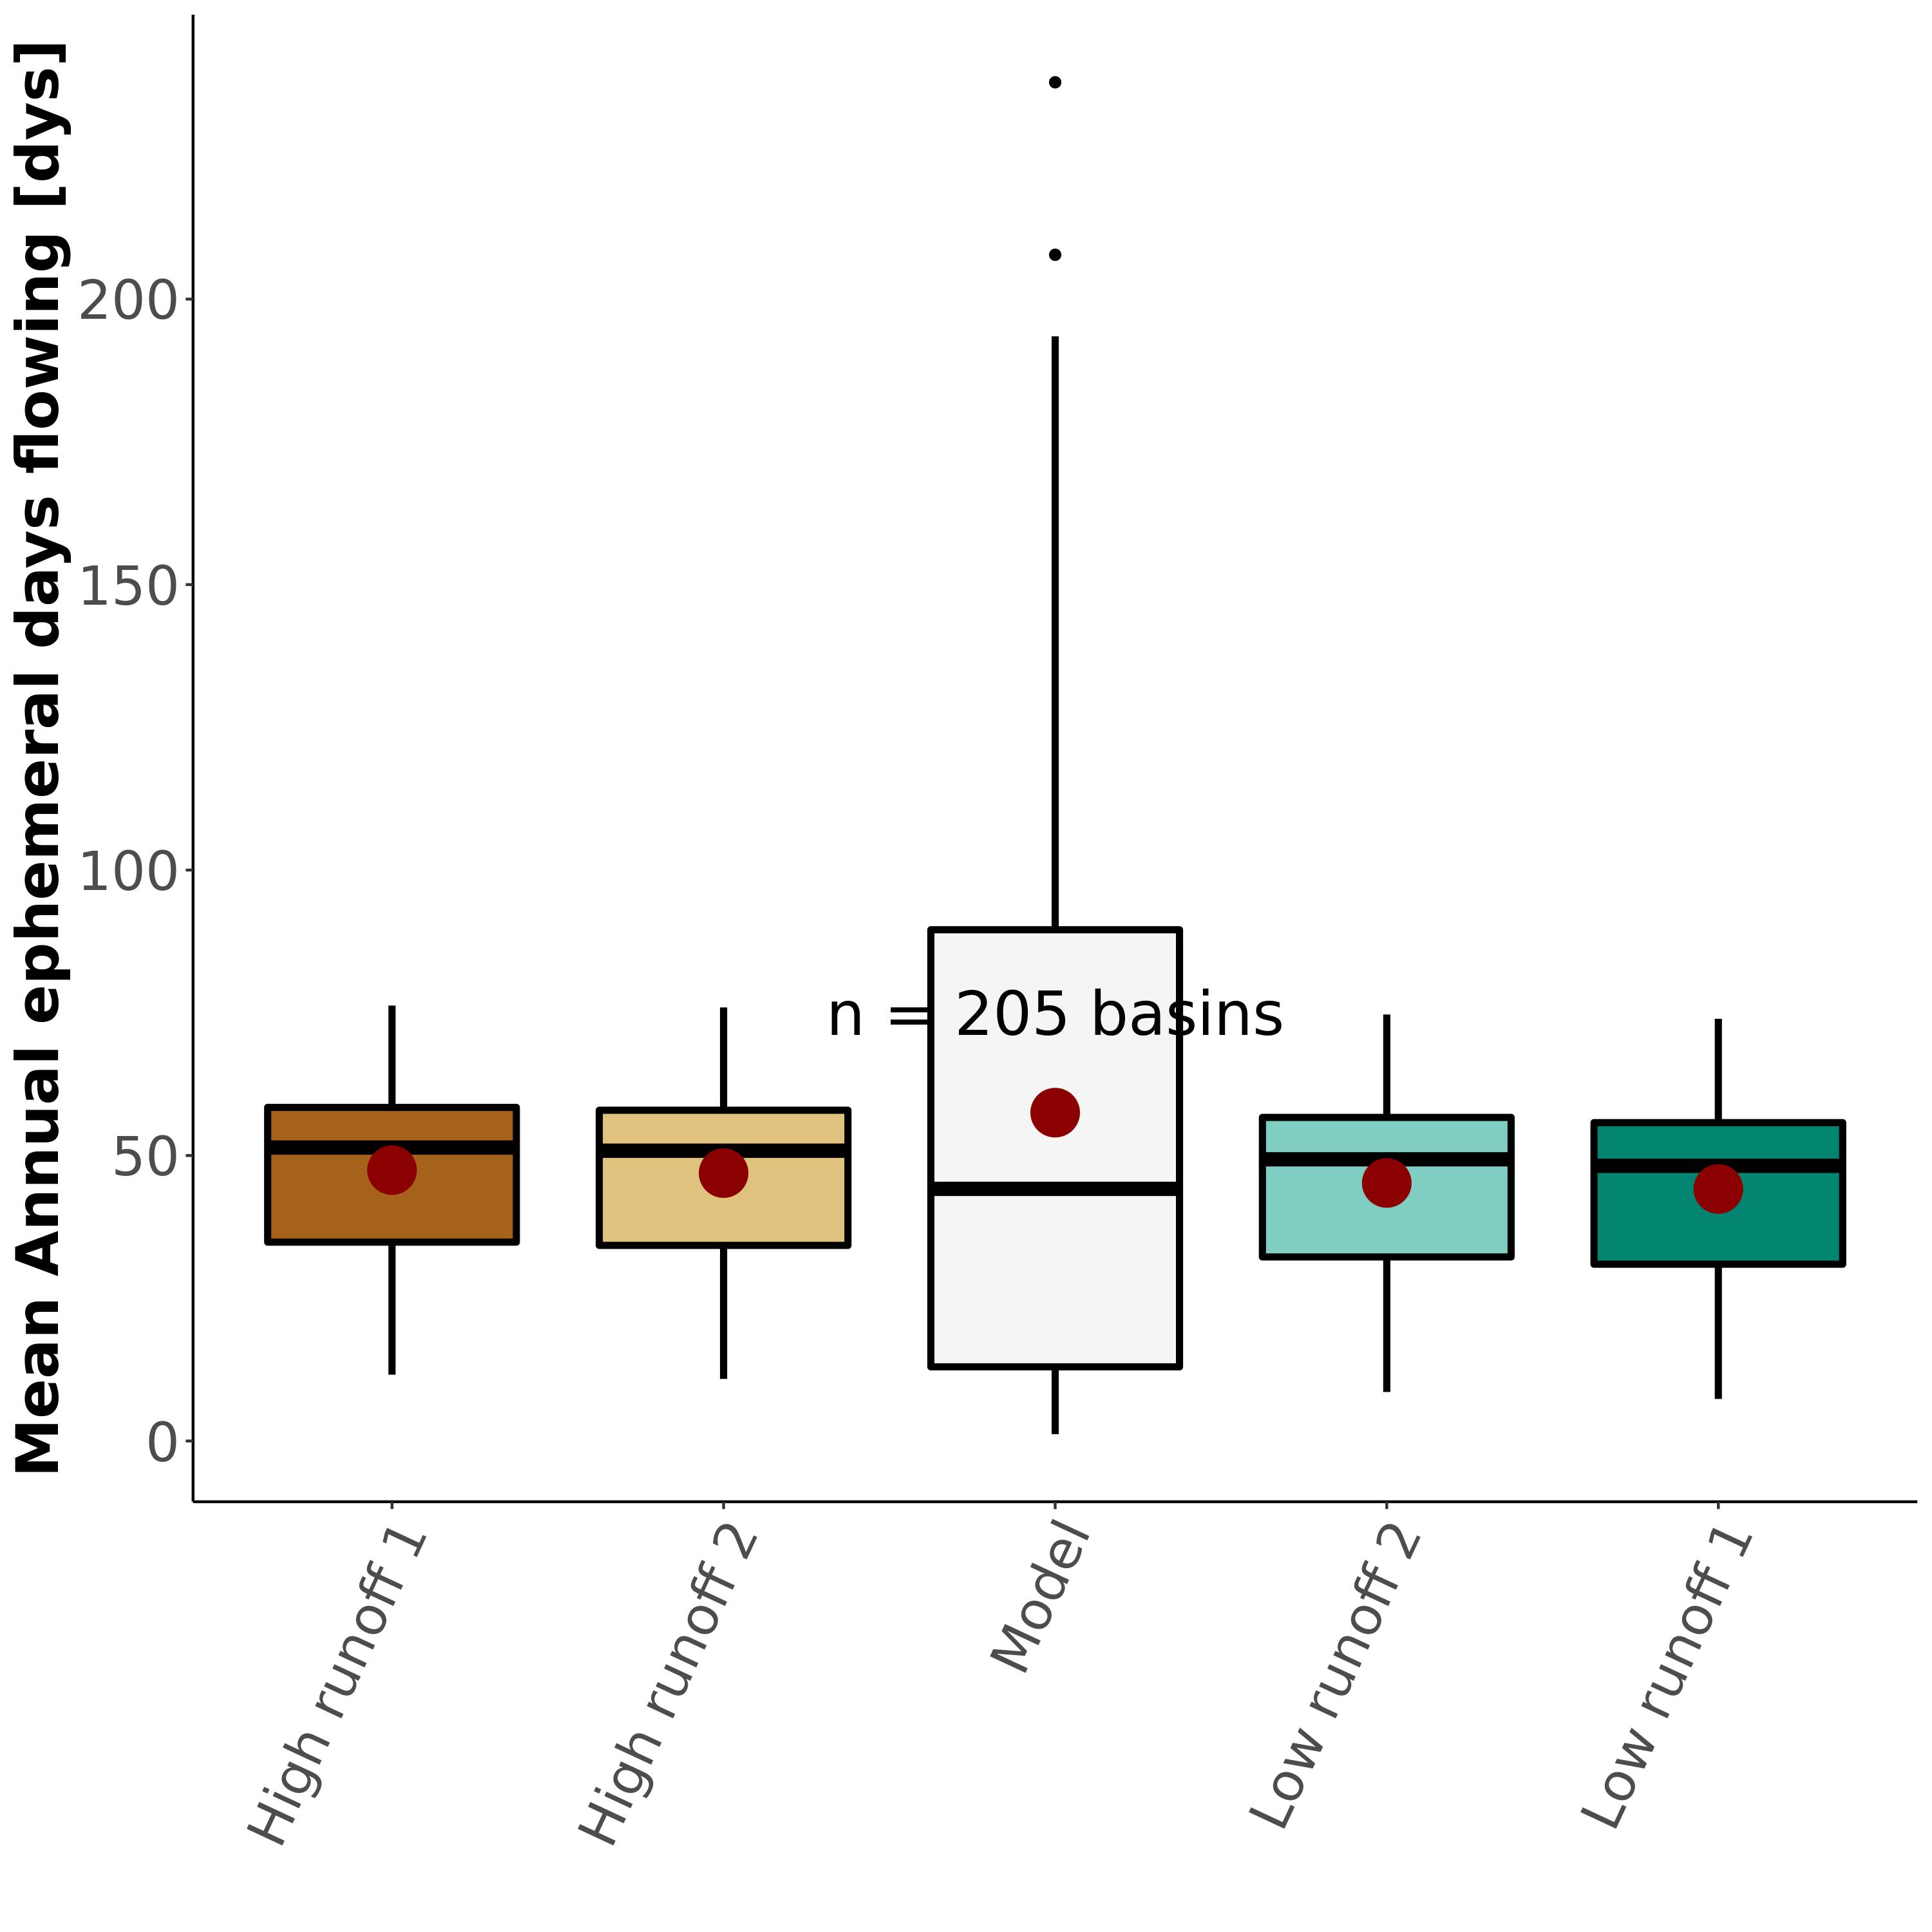 Mean Annual ephemeral days flowing [dys]
200
150
100
50
0
n = 205 basins
High runoff 1
High runoff 2
Model
Low runoff 2
Low runoff 1